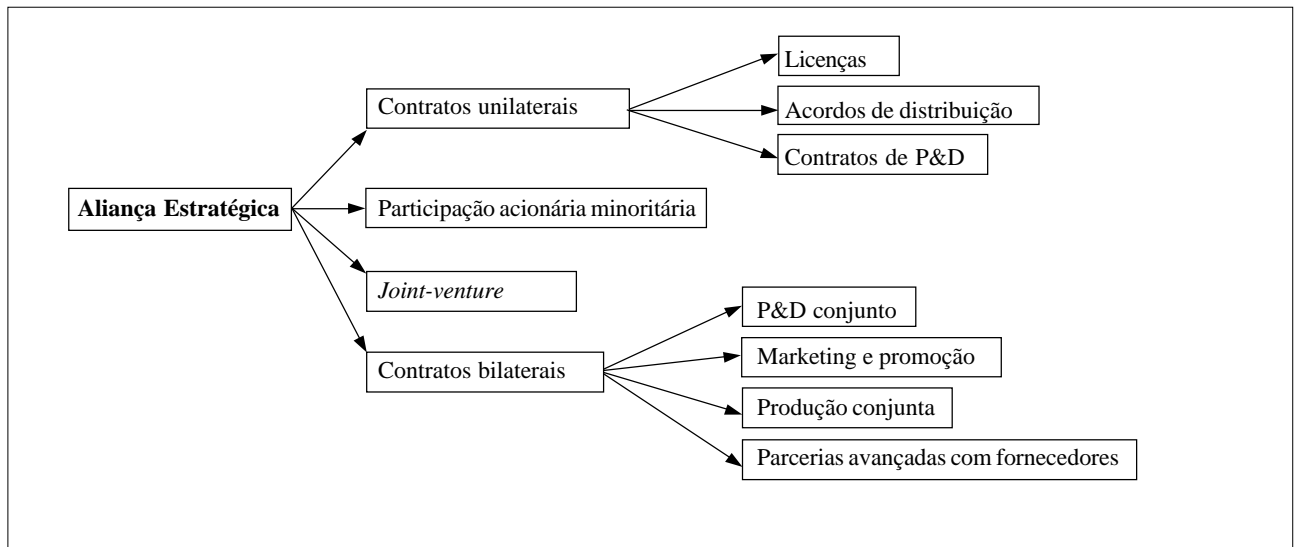 Licenças
Contratos unilaterais
Acordos de distribuição
Contratos de P&D
Aliança Estratégica
Participação acionária minoritária
Joint-venture
P&D conjunto
Marketing e promoção
Contratos bilaterais
Produção conjunta
Parcerias avançadas com fornecedores